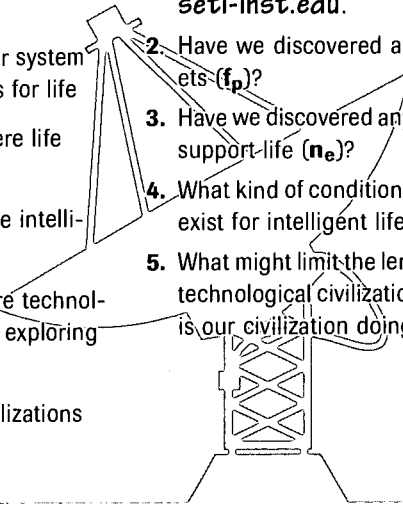 r system
s for life
ere life
e intelli-
re technol-
exploring
lizations
seti-inst.edu.
2. Have we discovered a
ets (fp)?
3. Have we discovered an
support life (ne)?
4. What kind of condition
exist for intelligent life
5. What might limit the ler
technological civilizatio
is our civilization doing